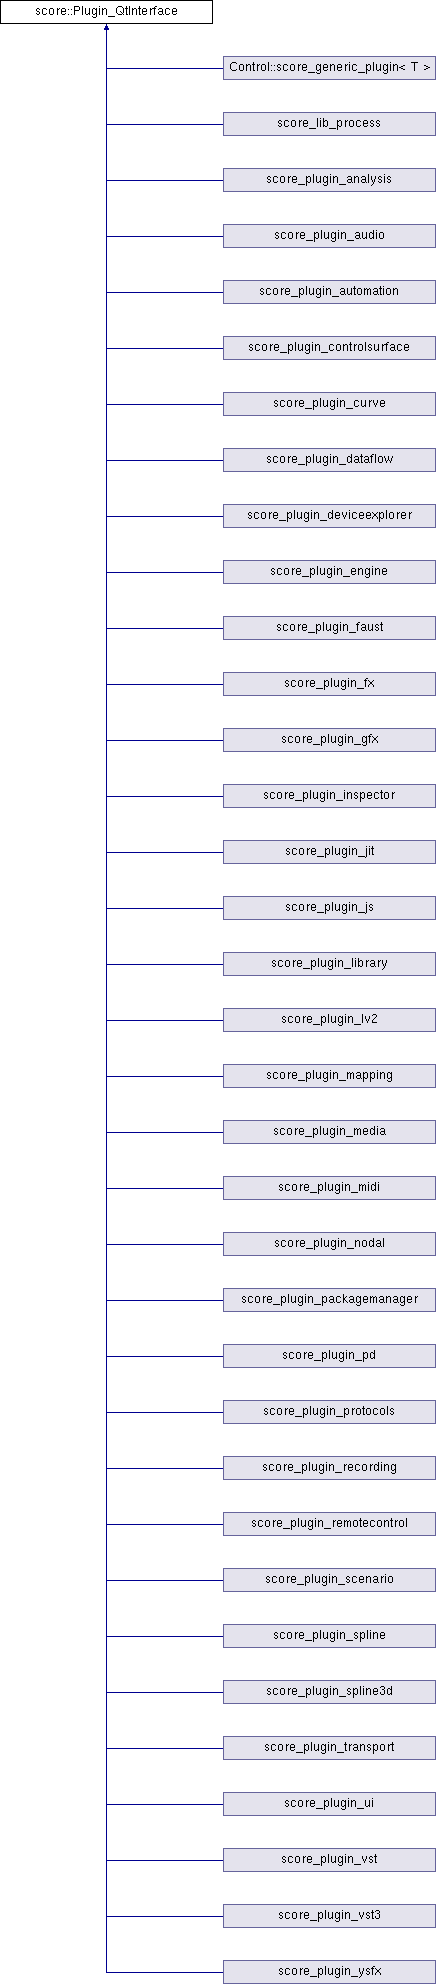 score::Plugin_QtInterface
Control::score_generic_plugin< T >
score_lib_process
score_plugin_analysis
score_plugin_audio
score_plugin_automation
score_plugin_controlsurface
score_plugin_curve
score_plugin_dataflow
score_plugin_deviceexplorer
score_plugin_engine
score_plugin_faust
score_plugin_fx
score_plugin_gfx
score_plugin_inspector
score_plugin_jit
score_plugin_js
score_plugin_library
score_plugin_lv2
score_plugin_mapping
score_plugin_media
score_plugin_midi
score_plugin_nodal
score_plugin_packagemanager
score_plugin_pd
score_plugin_protocols
score_plugin_recording
score_plugin_remotecontrol
score_plugin_scenario
score_plugin_spline
score_plugin_spline3d
score_plugin_transport
score_plugin_ui
score_plugin_vst
score_plugin_vst3
score_plugin_ysfx